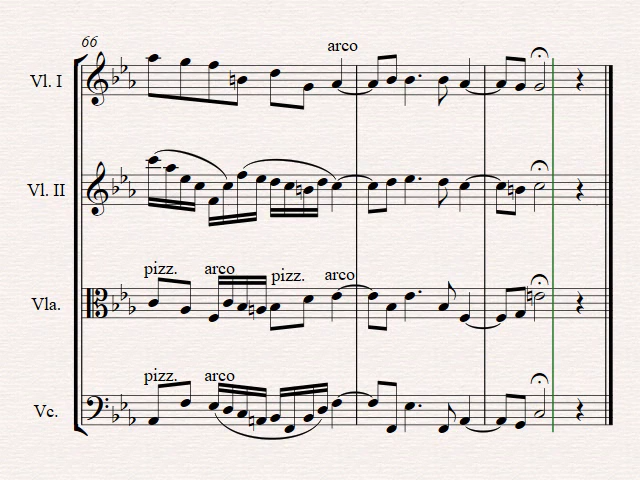 66
arco
Vl. I
Vl. II
pizz. arco pizz. arco
Vla.
pizz. arco
Vc.